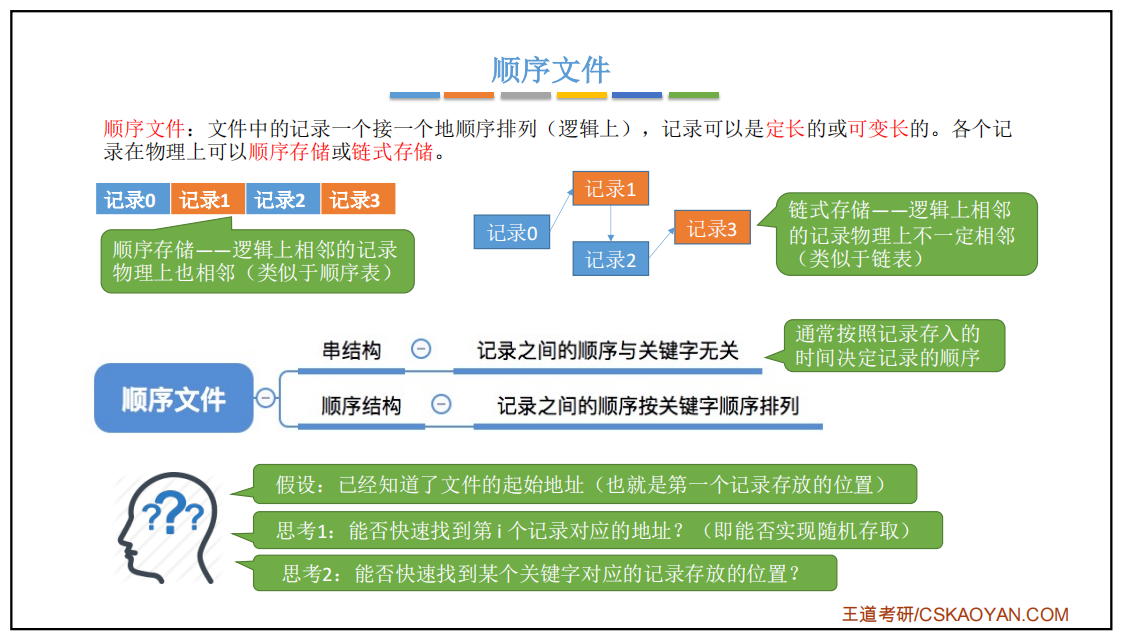 顺序文件
顺序文件：文件中的记录一个接一个地顺序排列（逻辑上），记录可以是定长的或可变长的。各个记
录在物理上可以顺序存储或链式存储。
记录0 记录1 记录2 记录3
顺序存储——逻辑上相邻的记录
物理上也相邻（类似于顺序表）
记录0
记录1
记录2
记录3
链式存储——逻辑上相邻
的记录物理上不一定相邻
（类似于链表）
顺序文件
串结构
记录之间的顺序与关键字无关
通常按照记录存入的
时间决定记录的顺序
顺序结构
记录之间的顺序按关键字顺序排列
???
假设：已经知道了文件的起始地址（也就是第一个记录存放的位置）
思考1：能否快速找到第 i 个记录对应的地址？（即能否实现随机存取）
思考2：能否快速找到某个关键字对应的记录存放的位置？
王道考研/CSKAOYAN.COM